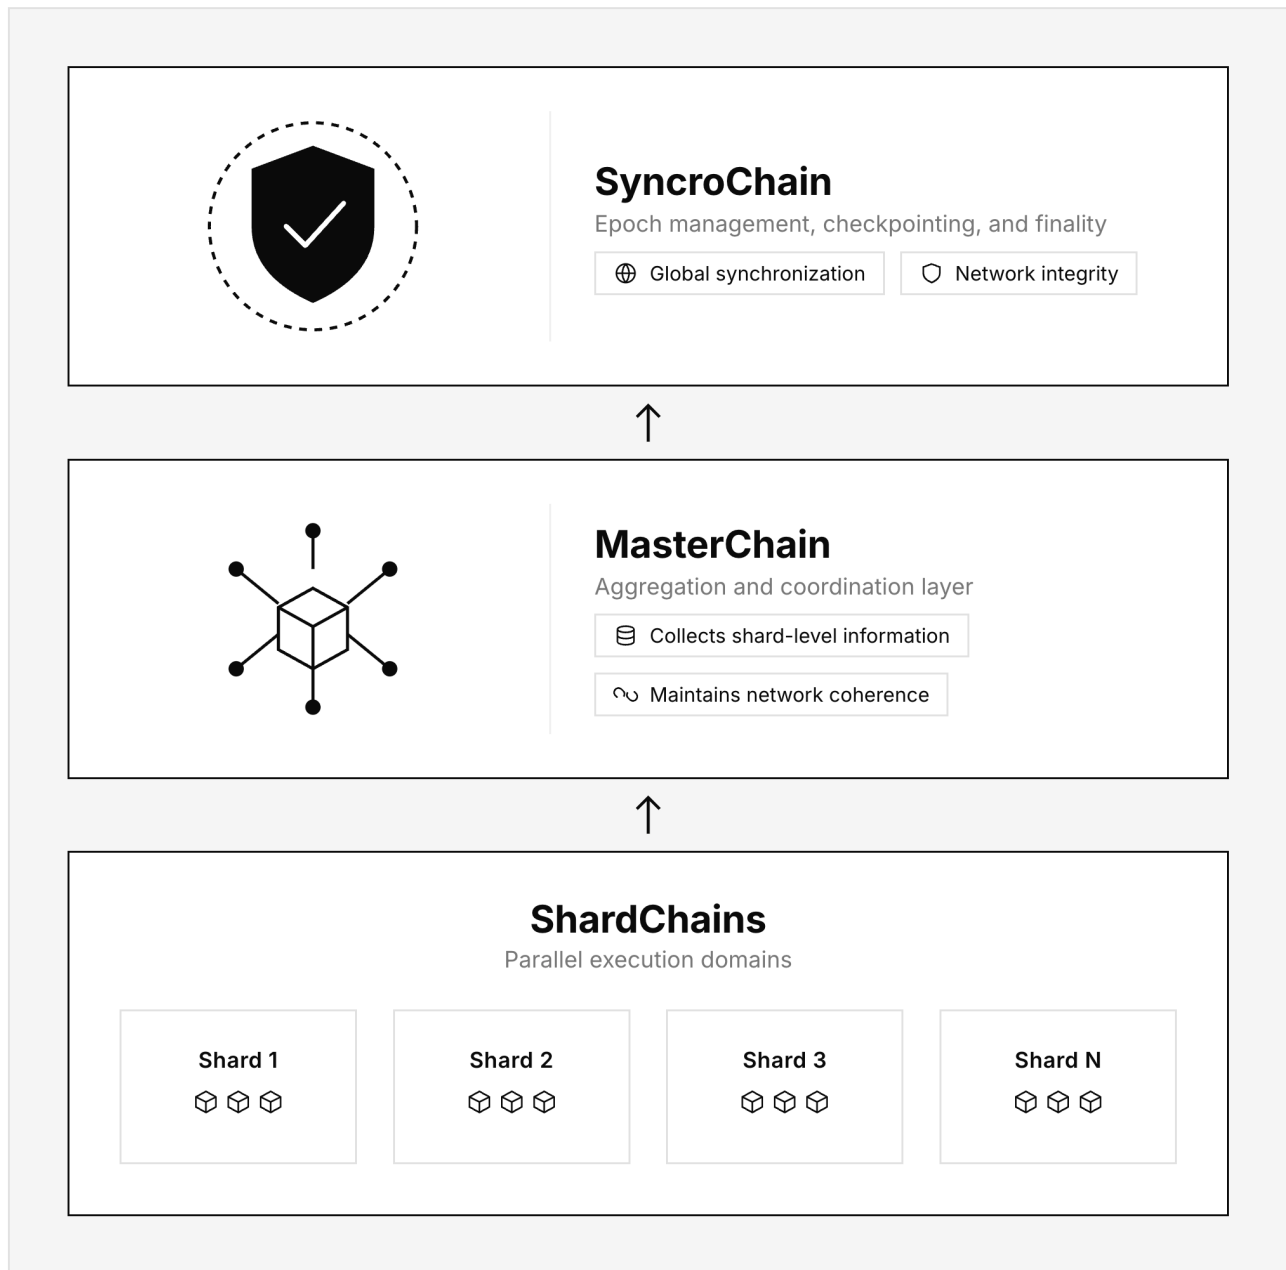 SyncroChain
Epoch management, checkpointing, and finality
Global synchronization
Network integrity
MasterChain
Aggregation and coordination layer
Collects shard-level information
Maintains network coherence
ShardChains
Parallel execution domains
Shard 1
Shard 2
Shard 3
Shard N